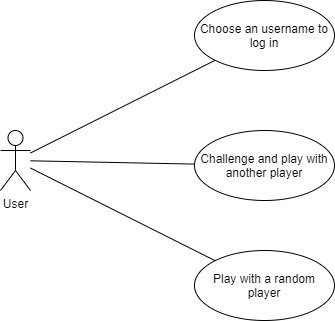 Choose an username to
log in
Challenge and play with
another player
User
Play with a random
player